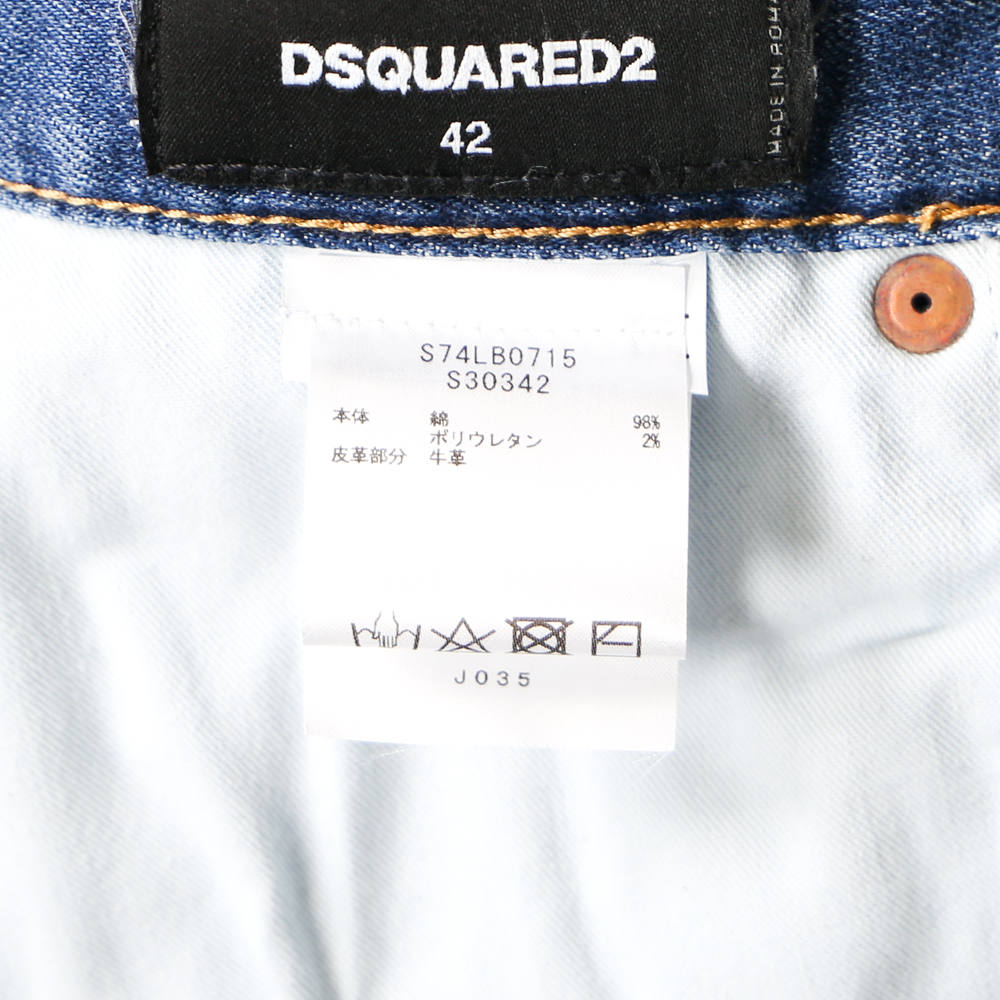 DSQUARED2
42
MADE IN ROMA
S74LB0715
S30342
本体 綿 98%
ポリウレタン 2%
皮革部分 牛革
J035